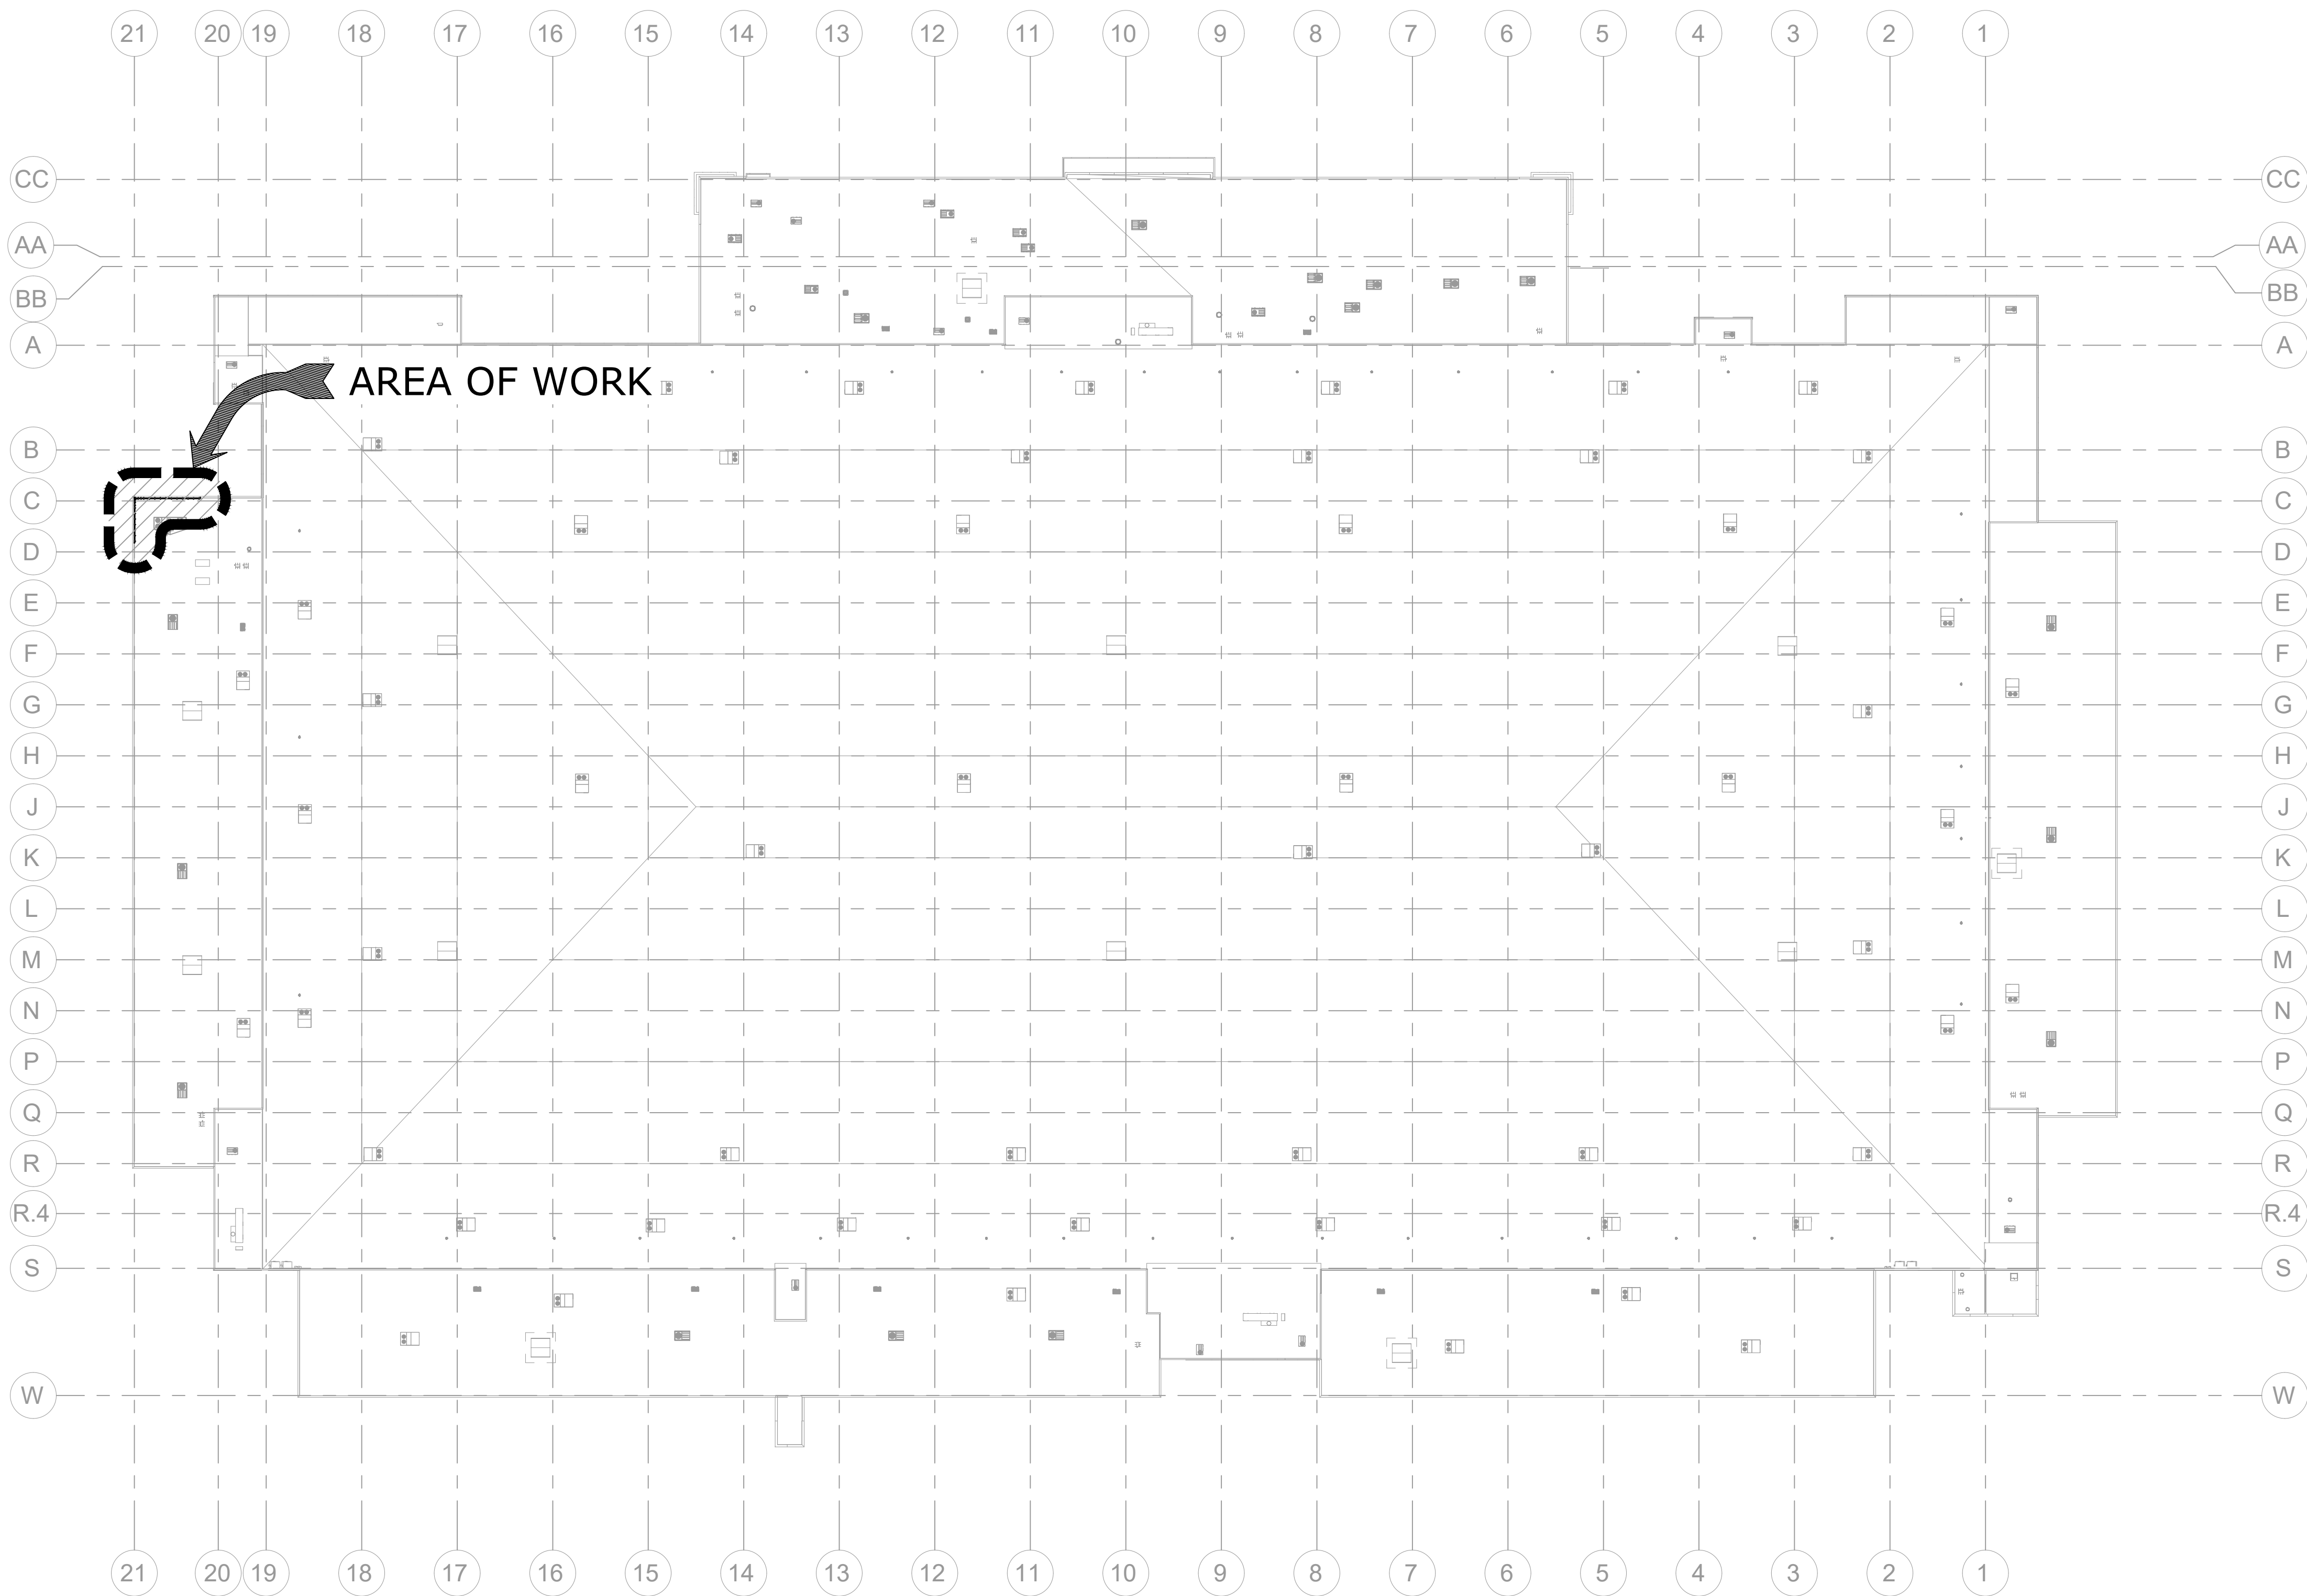 21 20 19 18 17 16 15 14 13 12 11 10 9 8 7 6 5 4 3 2 1
CC CC
AA AA
BB BB
A A
AREA OF WORK
B B
C C
D D
E E
F F
G G
H H
J J
K K
L L
M M
N N
P P
Q Q
R R
R.4 R.4
S S
W W
21 20 19 18 17 16 15 14 13 12 11 10 9 8 7 6 5 4 3 2 1